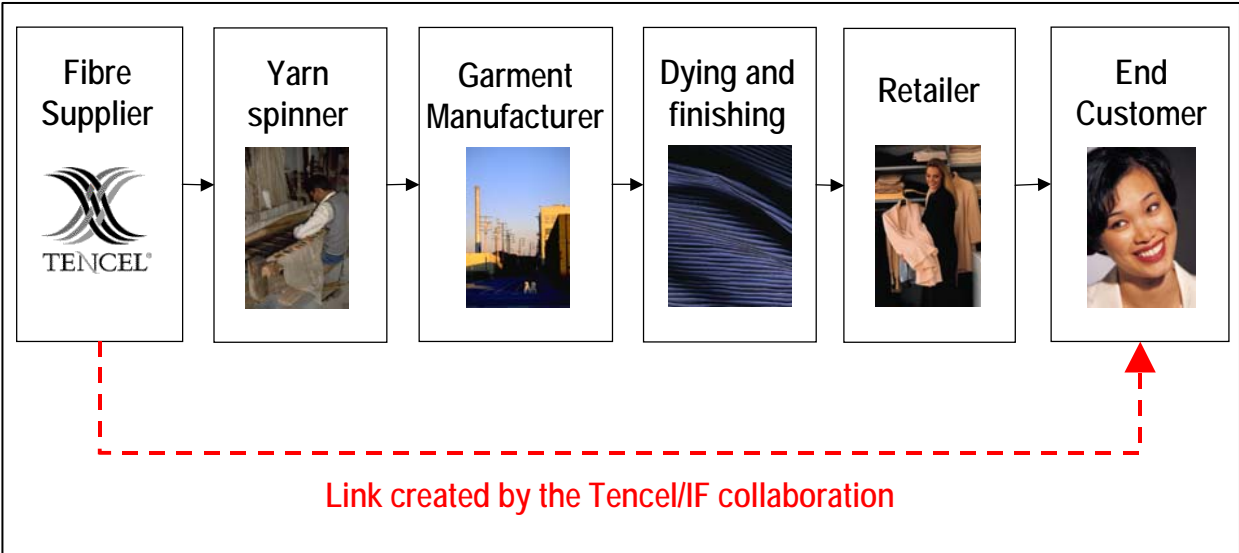 Fibre
Supplier
TENCEL®
Yarn
spinner
Garment
Manufacturer
Dying and
finishing
Retailer
End
Customer
Link created by the Tencel/IF collaboration